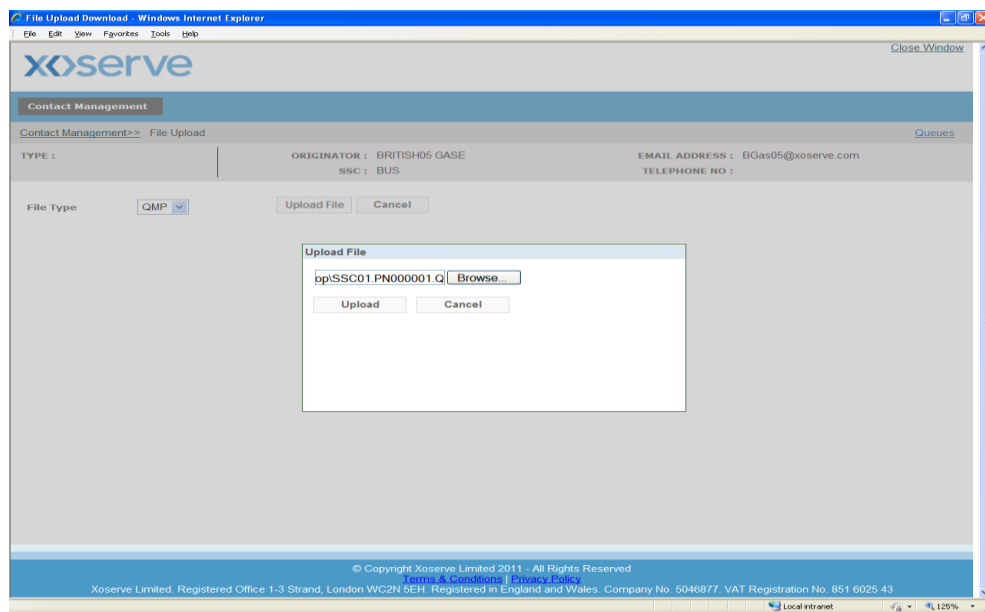 File Upload Download - Windows Internet Explorer
File Edit View Favorites Tools Help
Close Window
xoserve
Contact Management
Contact Management>> File Upload Queues
TYPE : ORIGINATOR : BRITISH05 GASE EMAIL ADDRESS : BGas05@xoserve.com
SSC : BUS TELEPHONE NO :
File Type QMP Upload File Cancel
Upload File
op\SSC01.PN000001.Q Browse...
Upload Cancel
© Copyright Xoserve Limited 2011 - All Rights Reserved
Terms & Conditions | Privacy Policy
Xoserve Limited. Registered Office 1-3 Strand, London WC2N 5EH. Registered in England and Wales. Company No. 5046877. VAT Registration No. 851 6025 43
Local intranet 125%